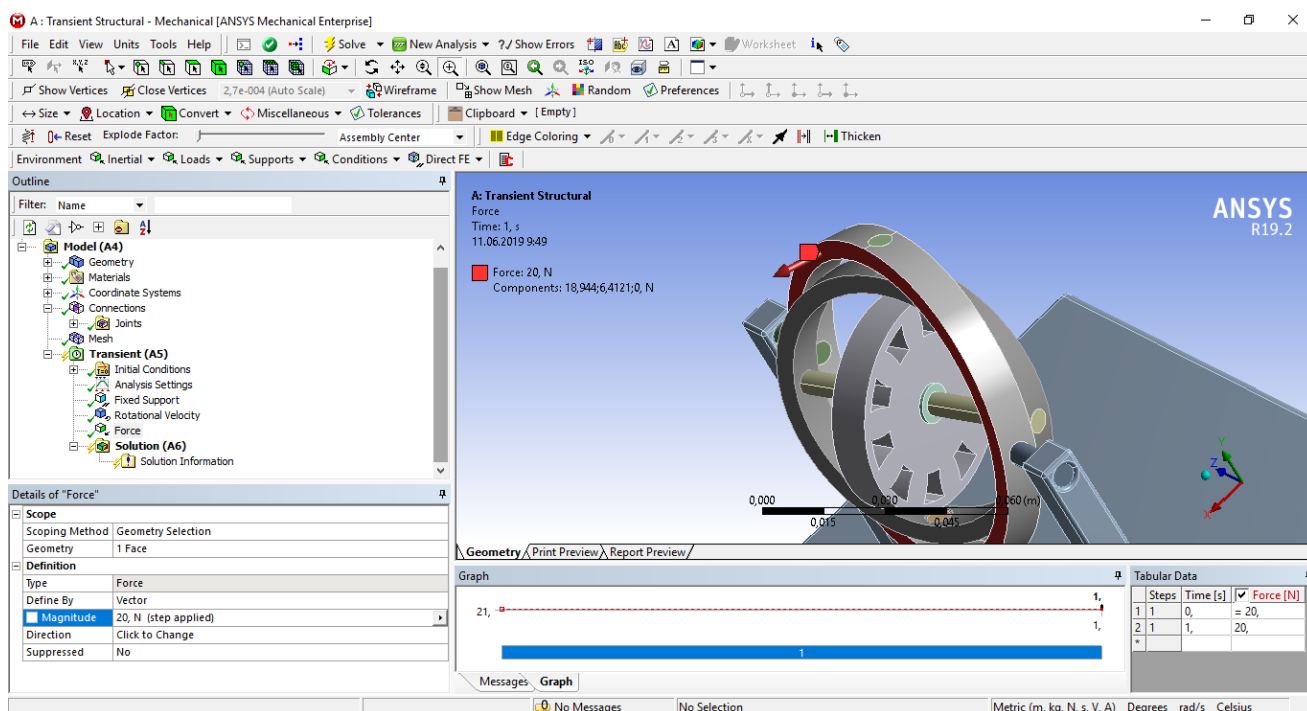 A : Transient Structural - Mechanical [ANSYS Mechanical Enterprise]
File Edit View Units Tools Help Solve New Analysis ?/ Show Errors Worksheet
Show Vertices Close Vertices 2,7e-004 (Auto Scale) Wireframe Show Mesh Random Preferences
Size Location Convert Miscellaneous Tolerances Clipboard [ Empty ]
Reset Explode Factor: Assembly Center Edge Coloring Thicken
Environment Inertial Loads Supports Conditions Direct FE
Outline
Filter: Name
Model (A4)
Geometry
Materials
Coordinate Systems
Connections
Joints
Mesh
Transient (A5)
Initial Conditions
Analysis Settings
Fixed Support
Rotational Velocity
Force
Solution (A6)
Solution Information
Details of "Force"
Scope
Scoping Method Geometry Selection
Geometry 1 Face
Definition
Type Force
Define By Vector
Magnitude 20, N (step applied)
Direction Click to Change
Suppressed No
A: Transient Structural
Force
Time: 1, s
11.06.2019 9:49
Force: 20, N
Components: 18,944;6,4121;0, N
ANSYS
R19.2
0,000 0,030 0,060 (m)
0,015 0,045
Y
Z
X
Geometry Print Preview Report Preview
Graph
1,
21,
1,
1
Messages Graph
Tabular Data
Steps Time [s] Force [N]
1 1 0, = 20,
2 1 1, 20,
*
0 No Messages No Selection Metric (m, kg, N, s, V, A) Degrees rad/s Celsius